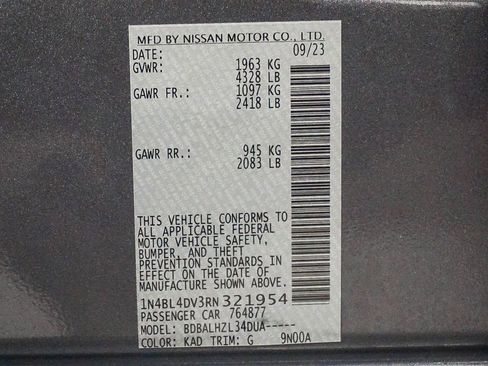 MFD BY NISSAN MOTOR CO., LTD.
DATE: 09/23
GVWR: 1963 KG
4328 LB
GAWR FR.: 1097 KG
2418 LB
GAWR RR.: 945 KG
2083 LB
THIS VEHICLE CONFORMS TO
ALL APPLICABLE FEDERAL
MOTOR VEHICLE SAFETY,
BUMPER, AND THEFT
PREVENTION STANDARDS IN
EFFECT ON THE DATE OF
MANUFACTURE SHOWN ABOVE.
1N4BL4DV3RN321954
PASSENGER CAR 764877
MODEL: BDBALHZL34DUA-----
COLOR: KAD TRIM: G 9N00A